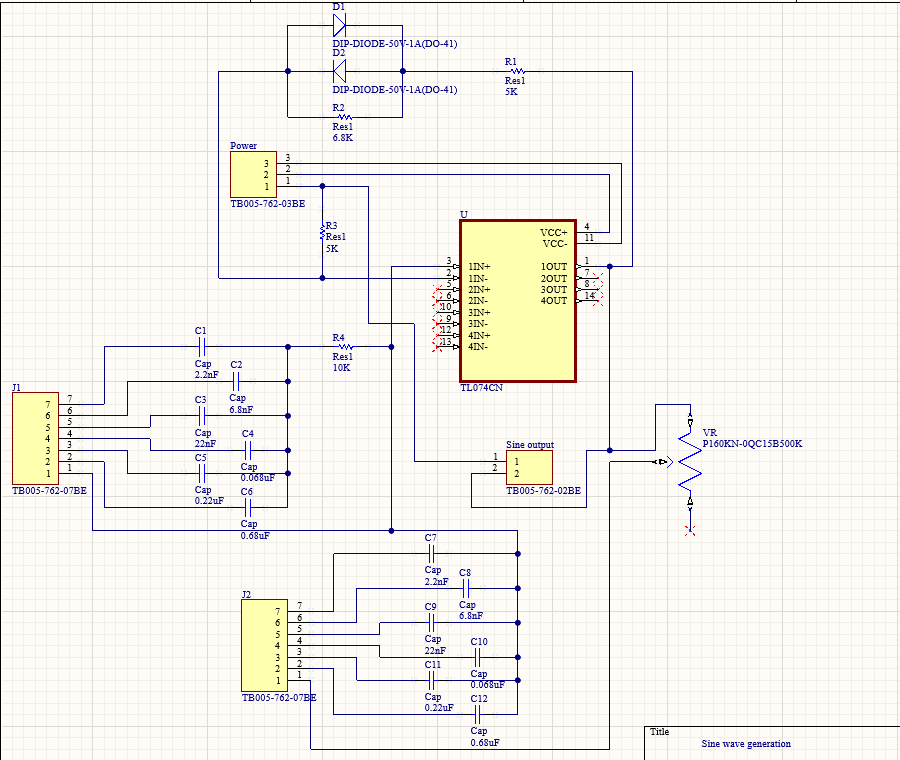 D1
DIP-DIODE-50V-1A(DO-41)
D2
DIP-DIODE-50V-1A(DO-41)
R1
Res1
5K
R2
Res1
6.8K
Power
3 3
2 2
1 1
TB005-762-03BE
R3
Res1
5K
U
VCC+ 4
VCC- 11
3 1IN+ 1OUT 1
2 1IN- 2OUT 7
5 2IN+ 3OUT 8
6 2IN- 4OUT 14
10 3IN+
9 3IN-
12 4IN+
13 4IN-
TL074CN
C1
Cap
2.2nF
C2
Cap
6.8nF
C3
Cap
22nF
C4
Cap
0.068uF
C5
Cap
0.22uF
C6
Cap
0.68uF
R4
Res1
10K
J1
7 7
6 6
5 5
4 4
3 3
2 2
1 1
TB005-762-07BE
Sine output
1 1
2 2
TB005-762-02BE
VR
P160KN-0QC15B500K
C7
Cap
2.2nF
C8
Cap
6.8nF
C9
Cap
22nF
C10
Cap
0.068uF
C11
Cap
0.22uF
C12
Cap
0.68uF
J2
7 7
6 6
5 5
4 4
3 3
2 2
1 1
TB005-762-07BE
Title
Sine wave generation